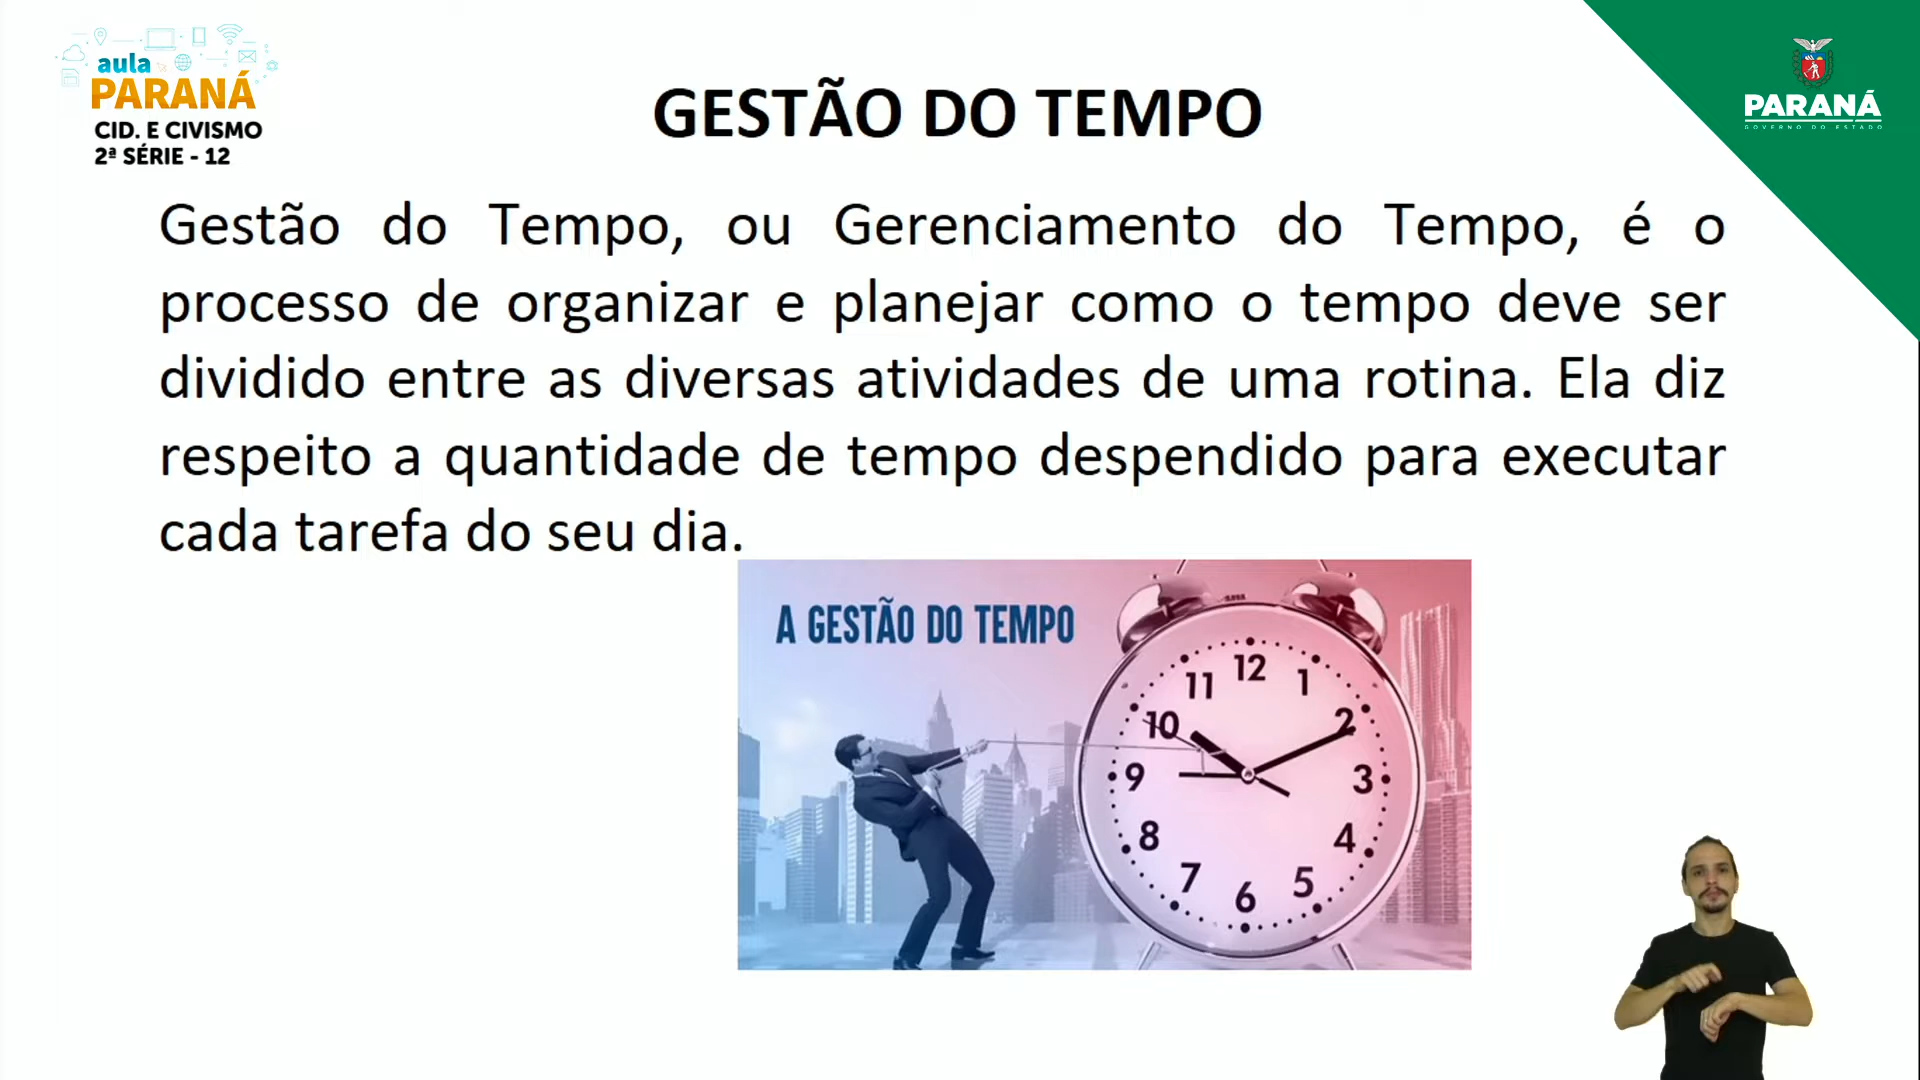 aula
PARANÁ
CID. E CIVISMO
2ª SÉRIE - 12
GESTÃO DO TEMPO
PARANÁ
GOVERNO DO ESTADO
Gestão do Tempo, ou Gerenciamento do Tempo, é o
processo de organizar e planejar como o tempo deve ser
dividido entre as diversas atividades de uma rotina. Ela diz
respeito a quantidade de tempo despendido para executar
cada tarefa do seu dia.
A GESTÃO DO TEMPO
12
11 1
10 2
9 3
8 4
7 5
6